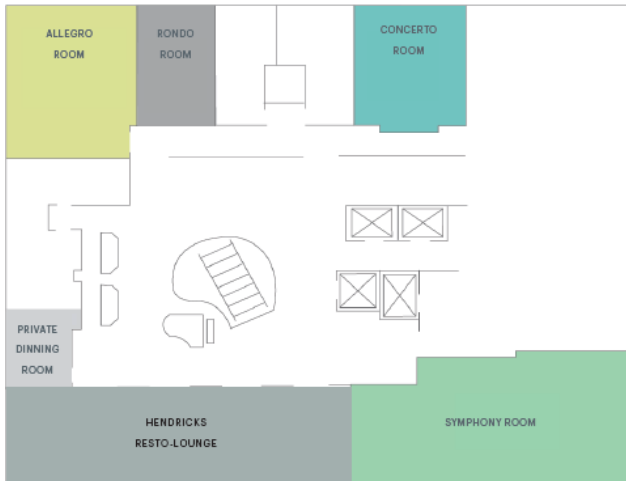 ALLEGRO
ROOM
RONDO
ROOM
CONCERTO
ROOM
PRIVATE
DINNING
ROOM
HENDRICKS
RESTO-LOUNGE
SYMPHONY ROOM